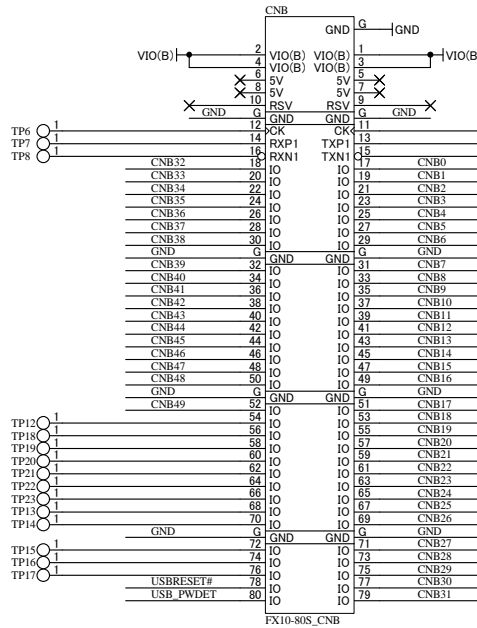 CNB
GND G GND
VIO(B) 2 VIO(B) VIO(B) 1 VIO(B)
4 VIO(B) VIO(B) 3
6 5V 5V 5
8 5V 5V 7
10 RSV RSV 9
GND G GND GND G GND
TP6 1 12 CK CK 11
TP7 1 14 RXP1 TXP1 13
TP8 1 16 RXN1 TXN1 15
CNB32 18 IO IO 17 CNB0
CNB33 20 IO IO 19 CNB1
CNB34 22 IO IO 21 CNB2
CNB35 24 IO IO 23 CNB3
CNB36 26 IO IO 25 CNB4
CNB37 28 IO IO 27 CNB5
CNB38 30 IO IO 29 CNB6
GND G GND GND G GND
CNB39 32 IO IO 31 CNB7
CNB40 34 IO IO 33 CNB8
CNB41 36 IO IO 35 CNB9
CNB42 38 IO IO 37 CNB10
CNB43 40 IO IO 39 CNB11
CNB44 42 IO IO 41 CNB12
CNB45 44 IO IO 43 CNB13
CNB46 46 IO IO 45 CNB14
CNB47 48 IO IO 47 CNB15
CNB48 50 IO IO 49 CNB16
GND G GND GND G GND
CNB49 52 IO IO 51 CNB17
TP12 1 54 IO IO 53 CNB18
TP18 1 56 IO IO 55 CNB19
TP19 1 58 IO IO 57 CNB20
TP20 1 60 IO IO 59 CNB21
TP21 1 62 IO IO 61 CNB22
TP22 1 64 IO IO 63 CNB23
TP23 1 66 IO IO 65 CNB24
TP13 1 68 IO IO 67 CNB25
TP14 1 70 IO IO 69 CNB26
GND G GND GND G GND
TP15 1 72 IO IO 71 CNB27
TP16 1 74 IO IO 73 CNB28
TP17 1 76 IO IO 75 CNB29
USBRESET# 78 IO IO 77 CNB30
USB_PWDET 80 IO IO 79 CNB31
FX10-80S_CNB